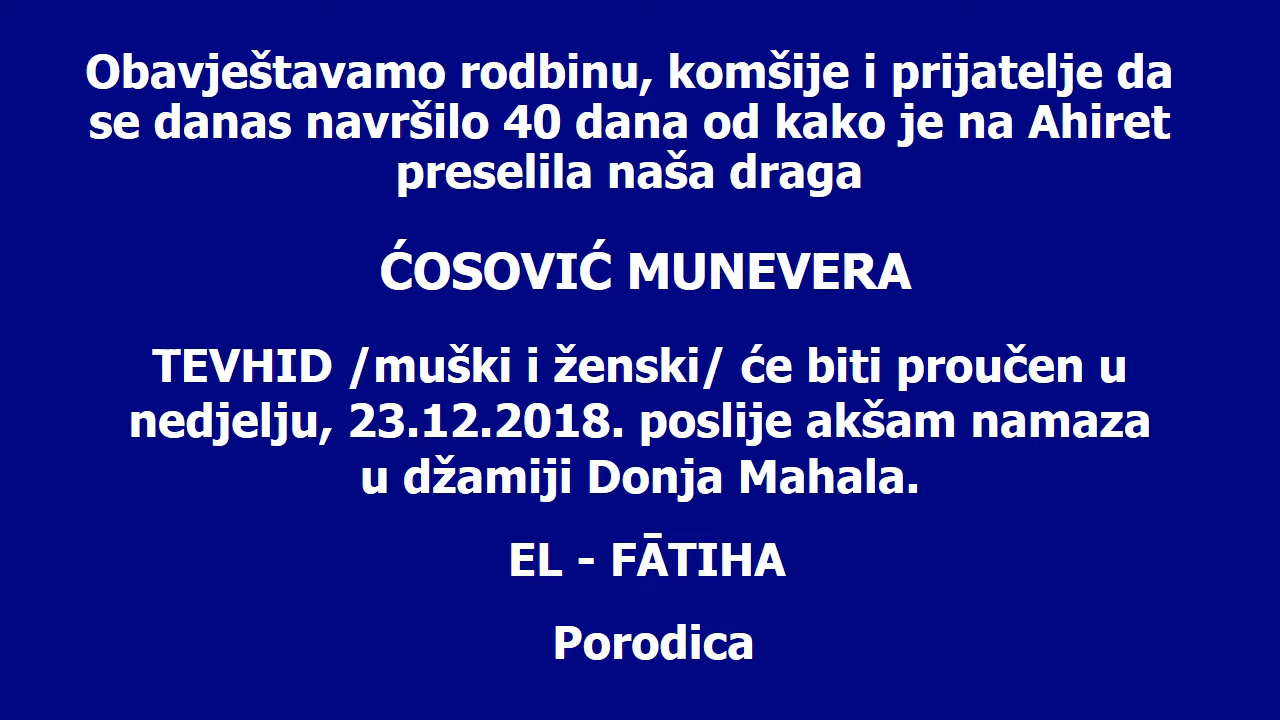 Obavještavamo rodbinu, komšije i prijatelje da
se danas navršilo 40 dana od kako je na Ahiret
preselila naša draga
ĆOSOVIĆ MUNEVERA
TEVHID /muški i ženski/ će biti proučen u
nedjelju, 23.12.2018. poslije akšam namaza
u džamiji Donja Mahala.
EL - FĀTIHA
Porodica